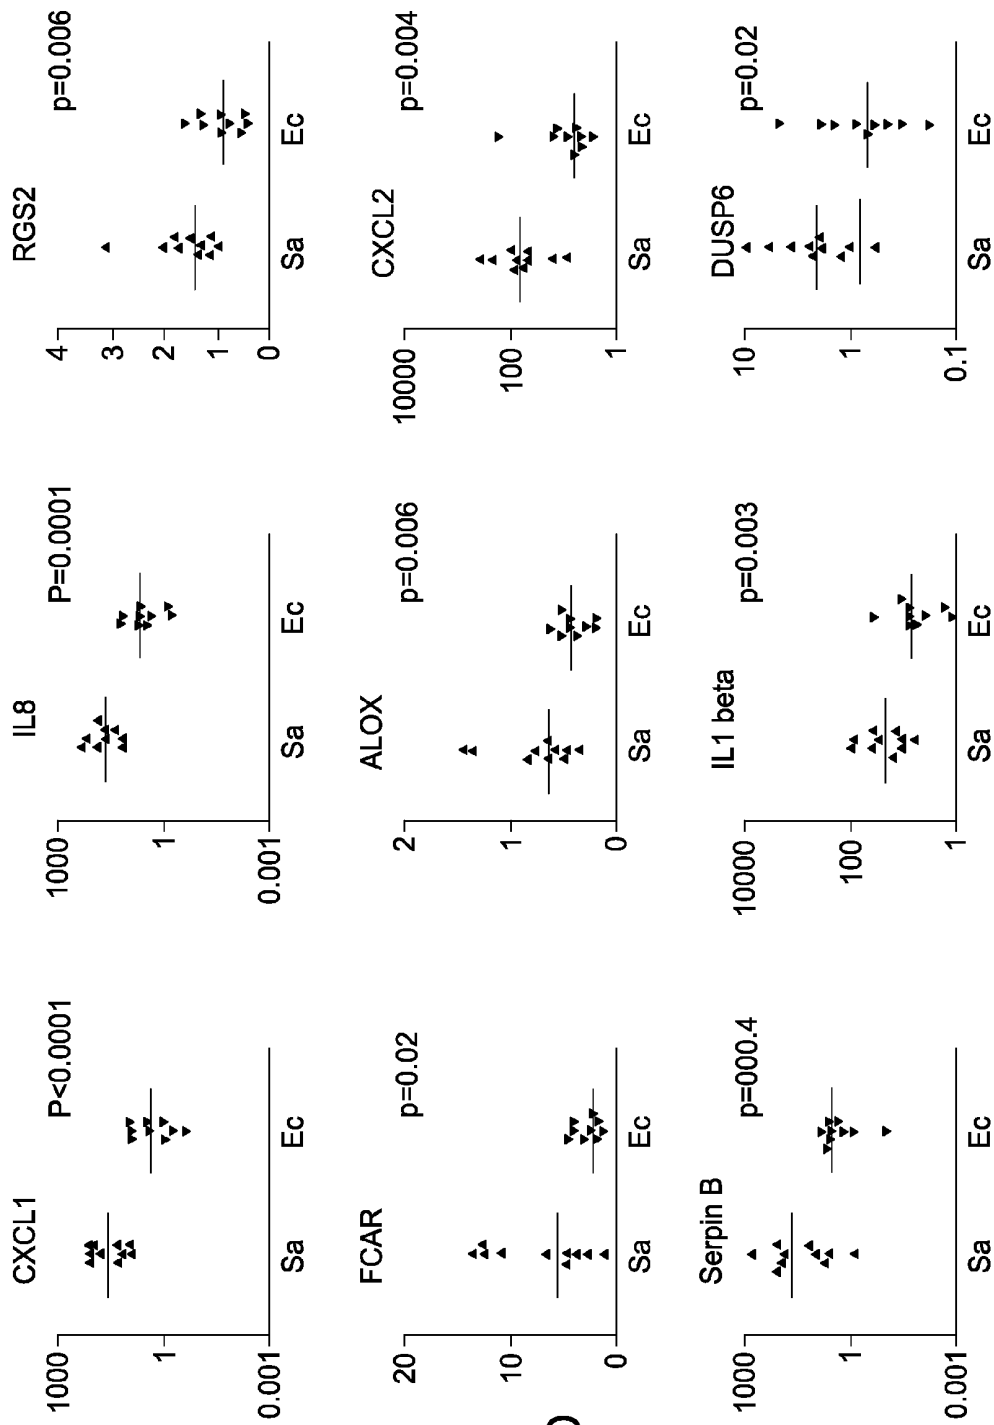 CXCL1
P<0.0001
1000
1
0.001
Sa
Ec
IL8
P=0.0001
1000
1
0.001
Sa
Ec
RGS2
p=0.006
4
3
2
1
0
Sa
Ec
FCAR
p=0.02
20
10
0
Sa
Ec
ALOX
p=0.006
2
1
0
Sa
Ec
CXCL2
p=0.004
10000
100
1
Sa
Ec
Serpin B
p=000.4
1000
1
0.001
Sa
Ec
IL1 beta
p=0.003
10000
100
1
Sa
Ec
DUSP6
p=0.02
10
1
0.1
Sa
Ec